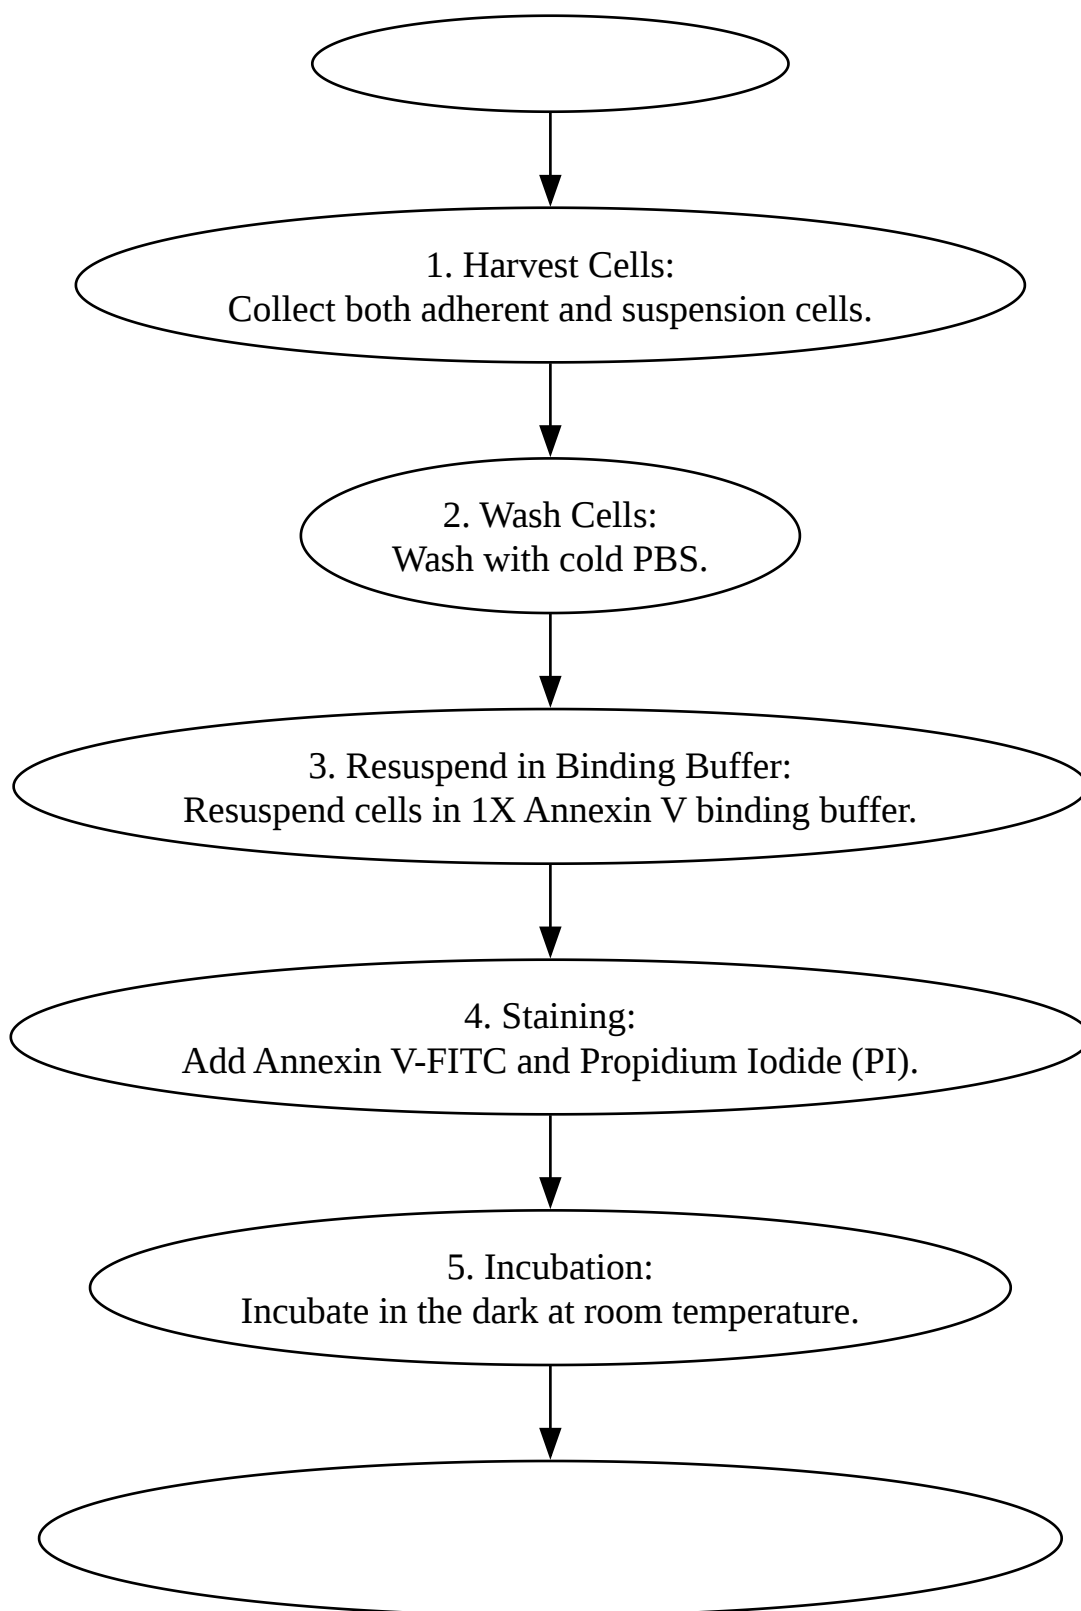 1. Harvest Cells:
Collect both adherent and suspension cells.
2. Wash Cells:
Wash with cold PBS.
3. Resuspend in Binding Buffer:
Resuspend cells in 1X Annexin V binding buffer.
4. Staining:
Add Annexin V-FITC and Propidium Iodide (PI).
5. Incubation:
Incubate in the dark at room temperature.